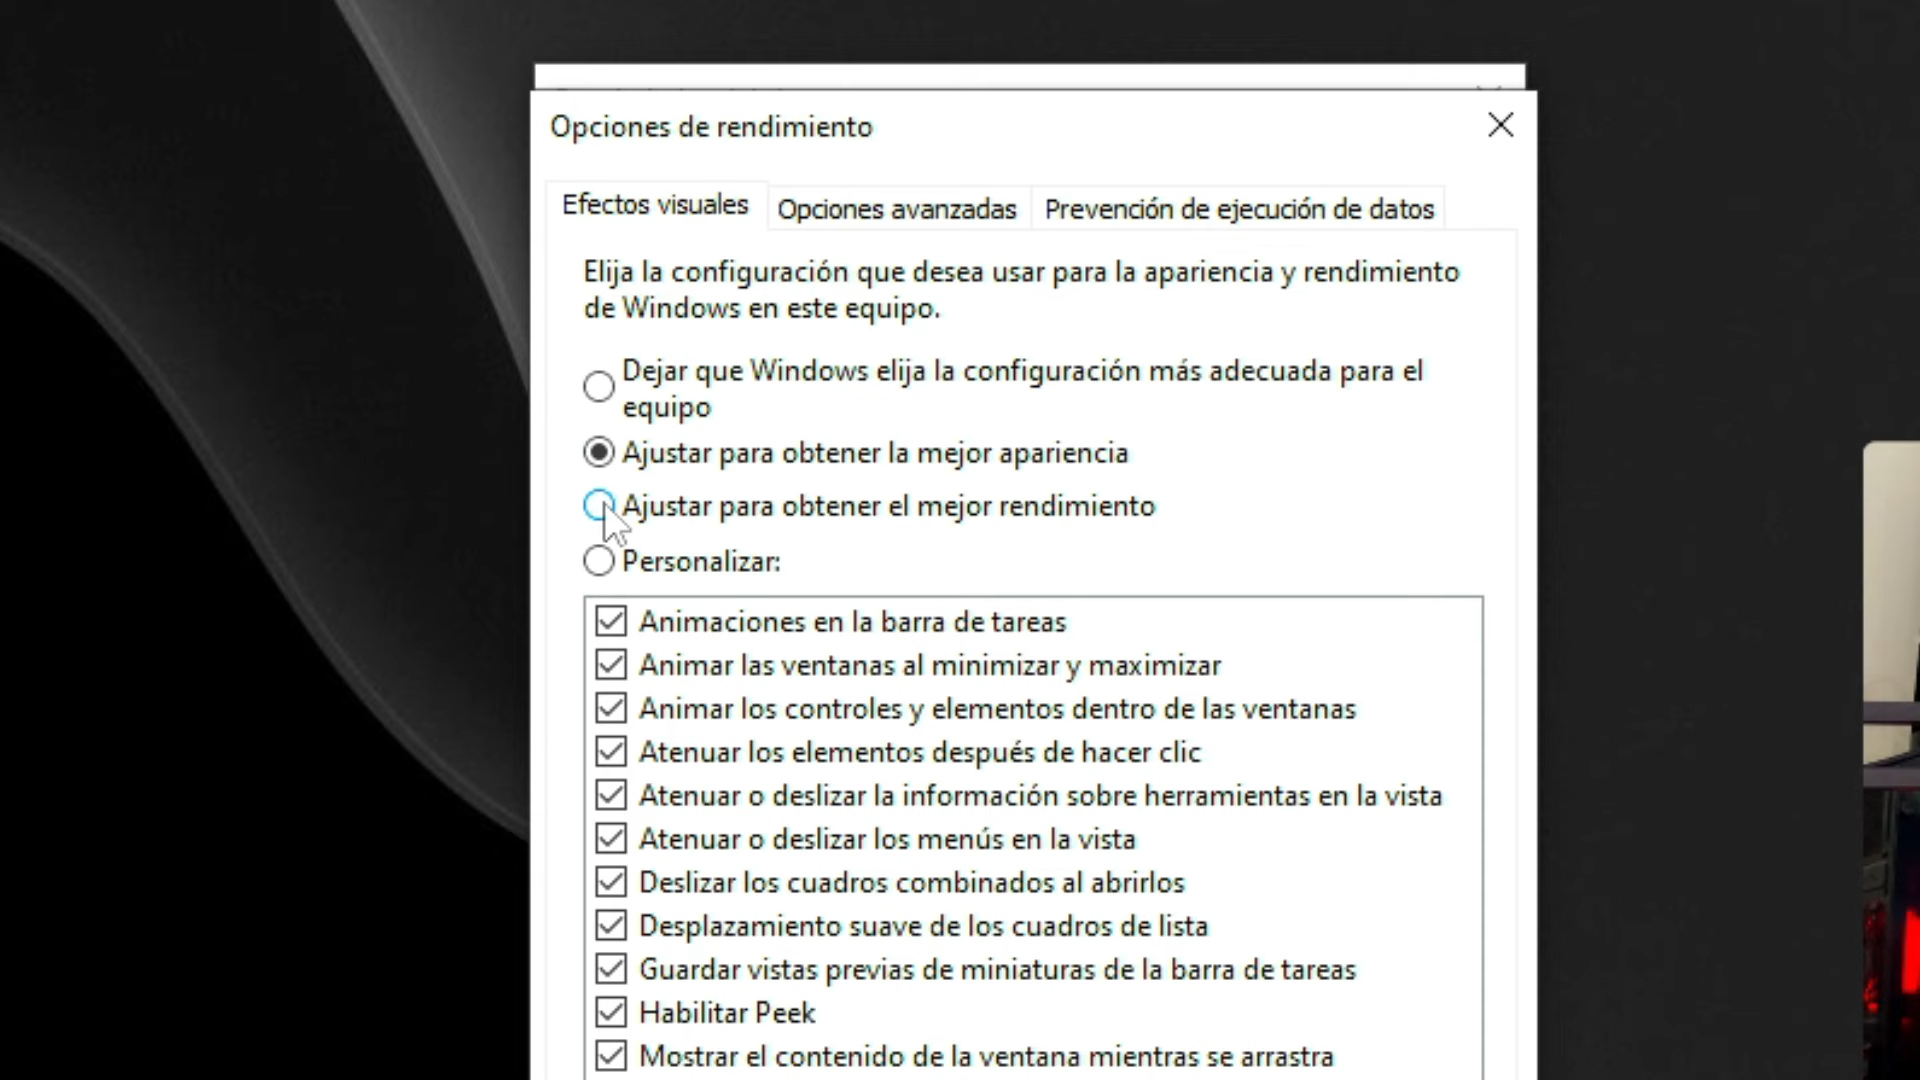 Opciones de rendimiento
Efectos visuales
Opciones avanzadas
Prevención de ejecución de datos
Elija la configuración que desea usar para la apariencia y rendimiento
de Windows en este equipo.
Dejar que Windows elija la configuración más adecuada para el
equipo
Ajustar para obtener la mejor apariencia
Ajustar para obtener el mejor rendimiento
Personalizar:
Animaciones en la barra de tareas
Animar las ventanas al minimizar y maximizar
Animar los controles y elementos dentro de las ventanas
Atenuar los elementos después de hacer clic
Atenuar o deslizar la información sobre herramientas en la vista
Atenuar o deslizar los menús en la vista
Deslizar los cuadros combinados al abrirlos
Desplazamiento suave de los cuadros de lista
Guardar vistas previas de miniaturas de la barra de tareas
Habilitar Peek
Mostrar el contenido de la ventana mientras se arrastra